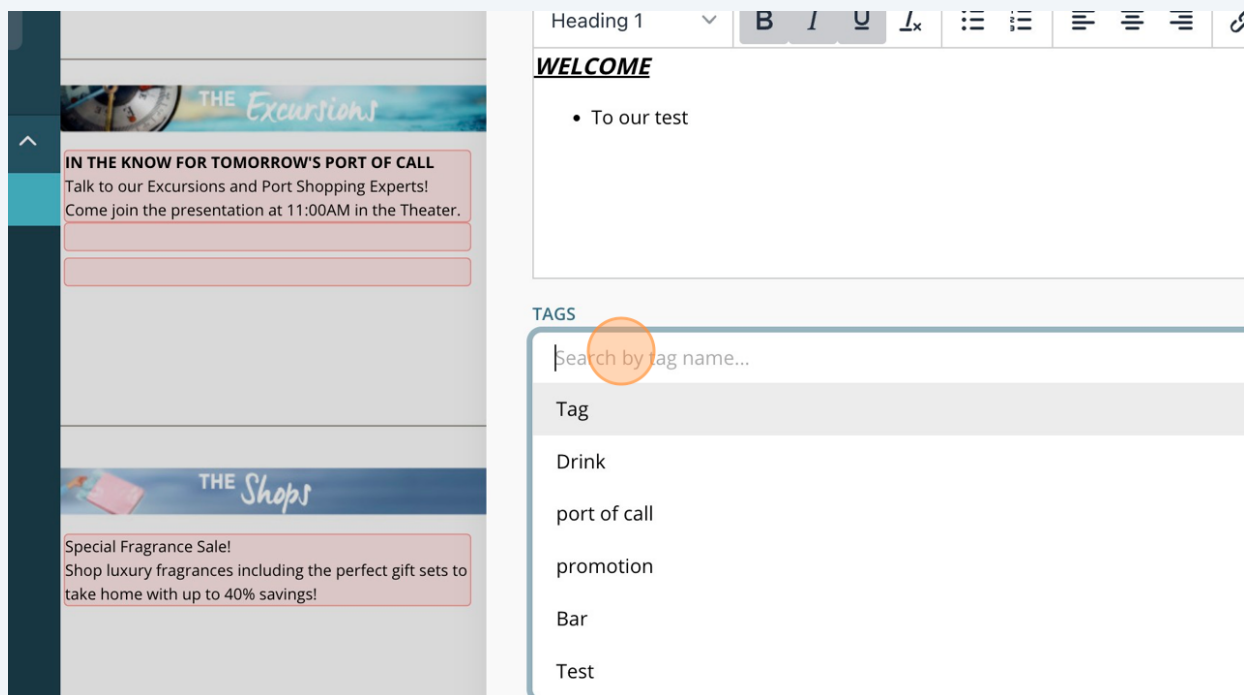 Heading 1
B I U
WELCOME
To our test
THE Excursions
IN THE KNOW FOR TOMORROW'S PORT OF CALL
Talk to our Excursions and Port Shopping Experts!
Come join the presentation at 11:00AM in the Theater.
THE Shops
Special Fragrance Sale!
Shop luxury fragrances including the perfect gift sets to
take home with up to 40% savings!
TAGS
Search by tag name...
Tag
Drink
port of call
promotion
Bar
Test